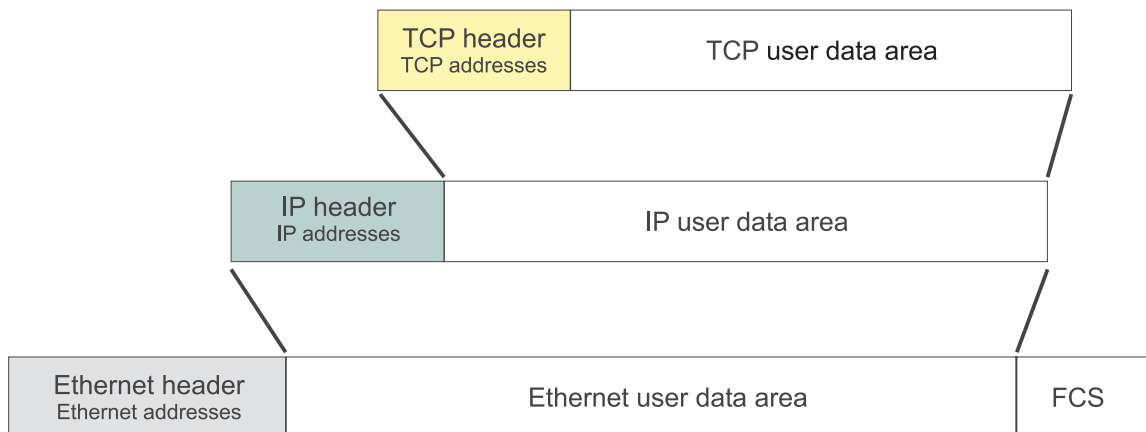 TCP header
TCP addresses
TCP user data area
IP header
IP addresses
IP user data area
Ethernet header
Ethernet addresses
Ethernet user data area
FCS